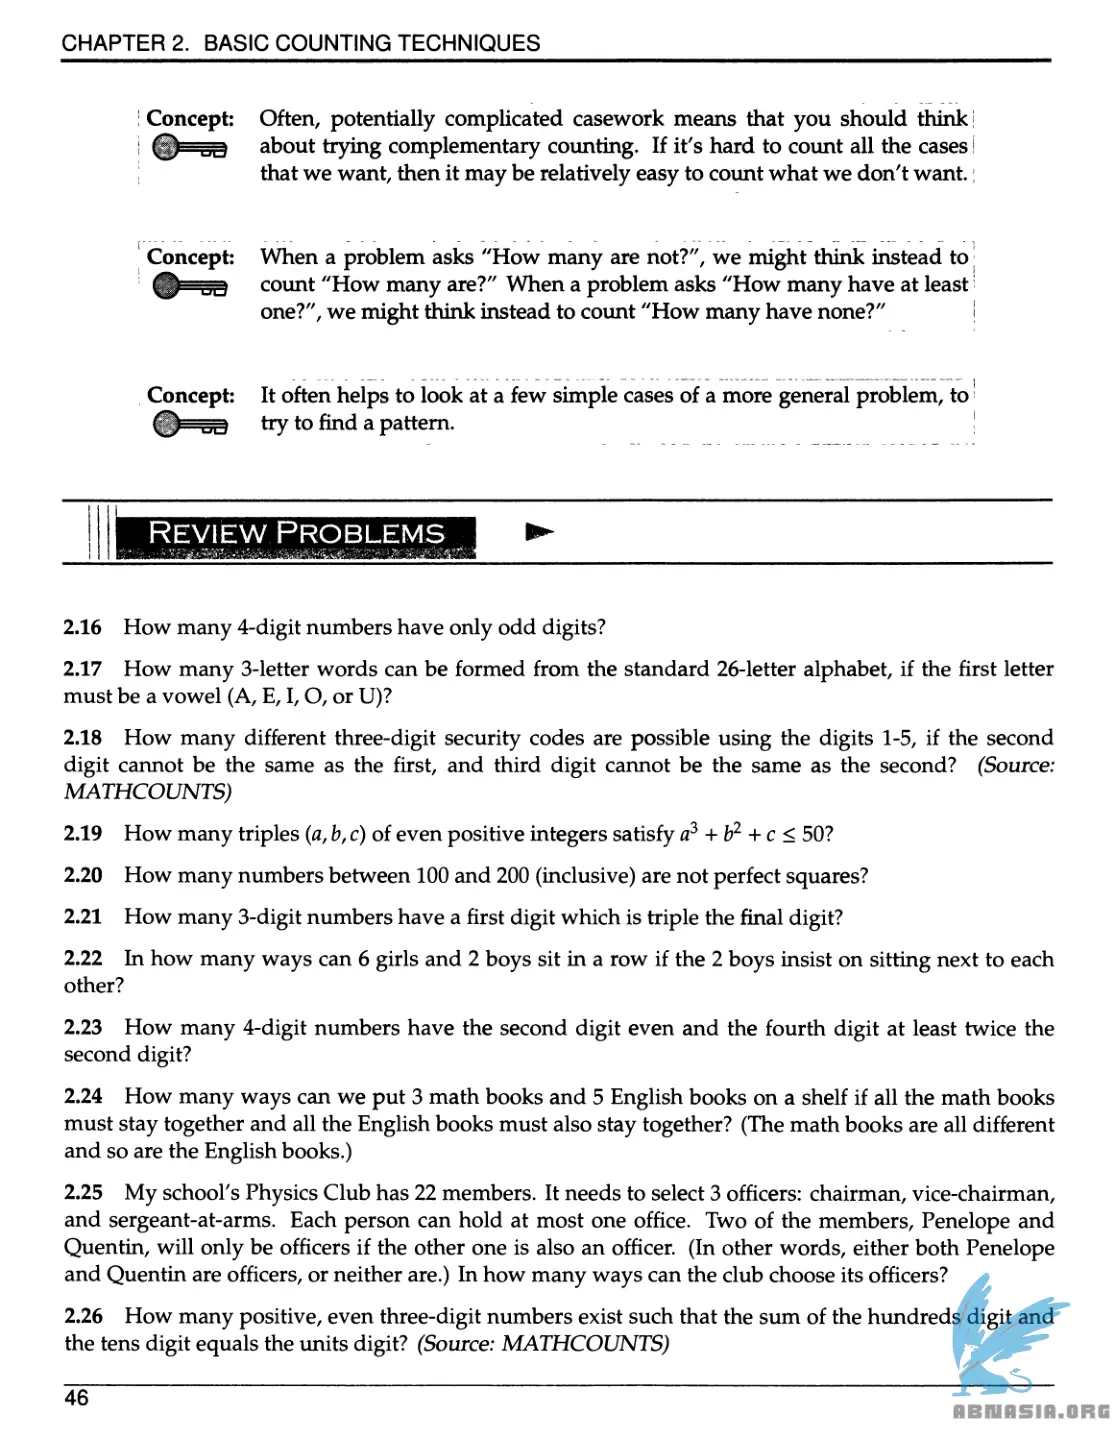 CHAPTER 2. BASIC COUNTING TECHNIQUES
Concept: Often, potentially complicated casework means that you should think
about trying complementary counting. If it's hard to count all the cases
that we want, then it may be relatively easy to count what we don't want.
Concept: When a problem asks "How many are not?", we might think instead to
count "How many are?" When a problem asks "How many have at least
one?", we might think instead to count "How many have none?"
Concept: It often helps to look at a few simple cases of a more general problem, to
try to find a pattern.
REVIEW PROBLEMS
2.16 How many 4-digit numbers have only odd digits?
2.17 How many 3-letter words can be formed from the standard 26-letter alphabet, if the first letter
must be a vowel (A, E, I, O, or U)?
2.18 How many different three-digit security codes are possible using the digits 1-5, if the second
digit cannot be the same as the first, and third digit cannot be the same as the second? (Source:
MATHCOUNTS)
2.19 How many triples (a, b, c) of even positive integers satisfy a³ + b² + c ≤ 50?
2.20 How many numbers between 100 and 200 (inclusive) are not perfect squares?
2.21 How many 3-digit numbers have a first digit which is triple the final digit?
2.22 In how many ways can 6 girls and 2 boys sit in a row if the 2 boys insist on sitting next to each
other?
2.23 How many 4-digit numbers have the second digit even and the fourth digit at least twice the
second digit?
2.24 How many ways can we put 3 math books and 5 English books on a shelf if all the math books
must stay together and all the English books must also stay together? (The math books are all different
and so are the English books.)
2.25 My school's Physics Club has 22 members. It needs to select 3 officers: chairman, vice-chairman,
and sergeant-at-arms. Each person can hold at most one office. Two of the members, Penelope and
Quentin, will only be officers if the other one is also an officer. (In other words, either both Penelope
and Quentin are officers, or neither are.) In how many ways can the club choose its officers?
2.26 How many positive, even three-digit numbers exist such that the sum of the hundreds digit and
the tens digit equals the units digit? (Source: MATHCOUNTS)
46
ABNASIA.ORG